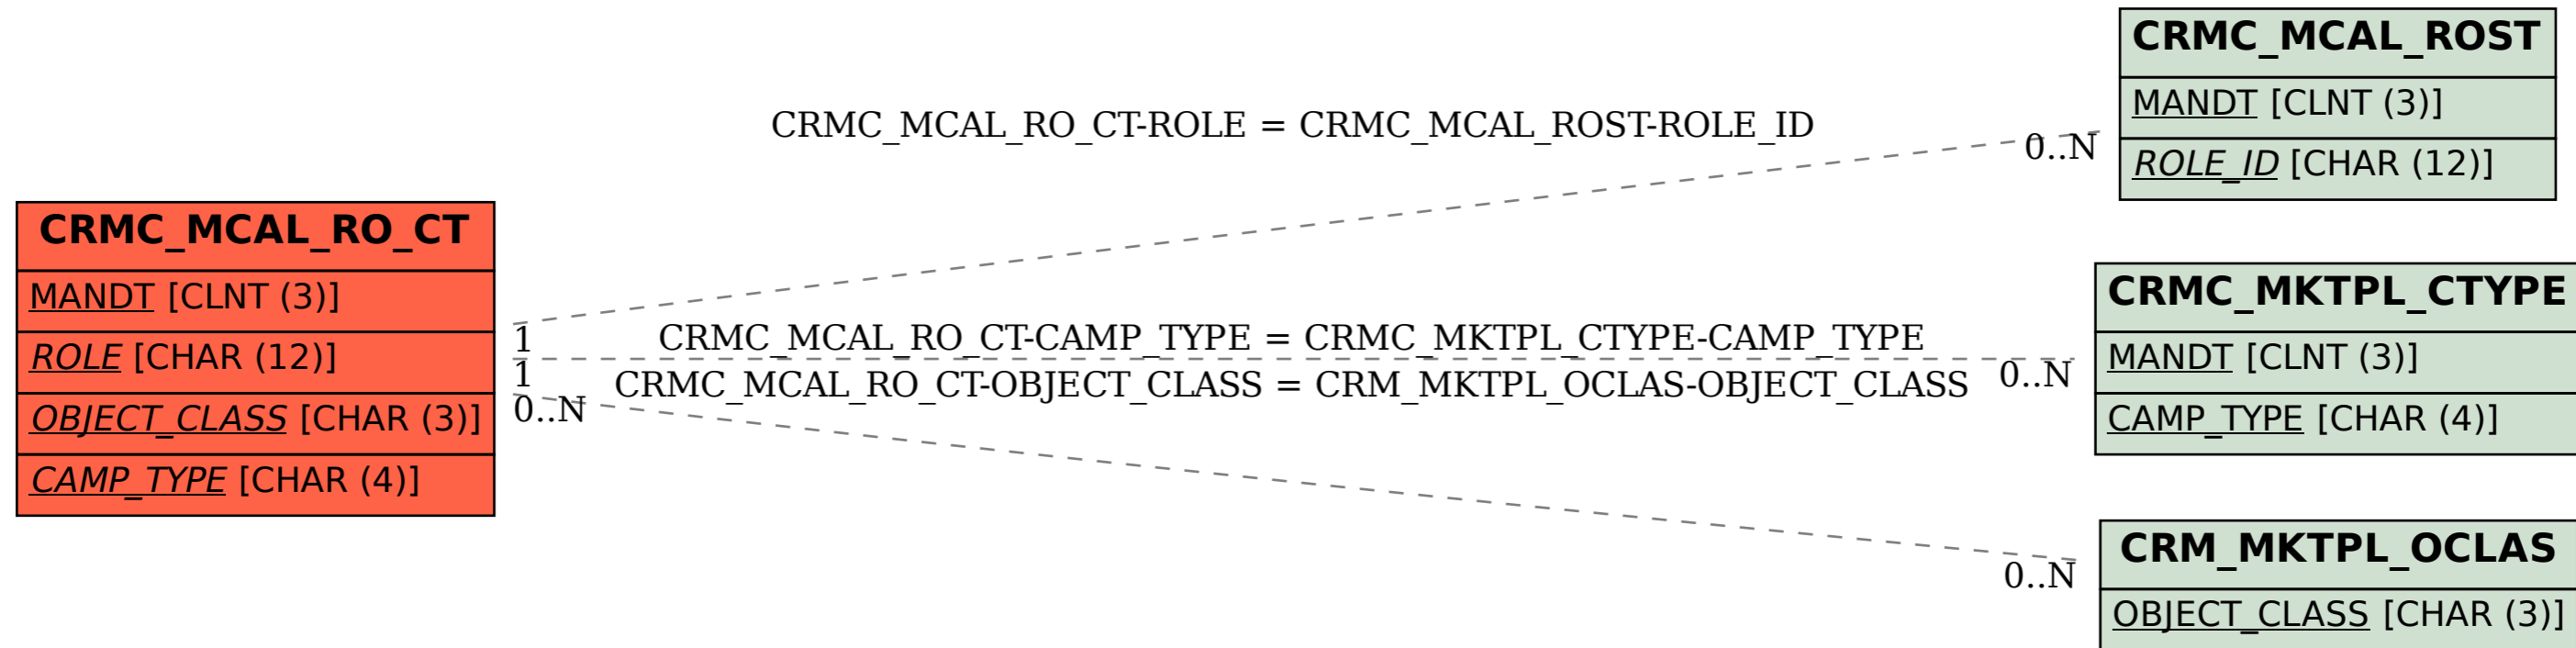 CRMC_MCAL_ROST
MANDT [CLNT (3)]
ROLE_ID [CHAR (12)]
CRMC_MCAL_RO_CT-ROLE = CRMC_MCAL_ROST-ROLE_ID
0..N
CRMC_MCAL_RO_CT
MANDT [CLNT (3)]
ROLE [CHAR (12)]
OBJECT_CLASS [CHAR (3)]
CAMP_TYPE [CHAR (4)]
1
CRMC_MCAL_RO_CT-CAMP_TYPE = CRMC_MKTPL_CTYPE-CAMP_TYPE
1
0..N
CRMC_MCAL_RO_CT-OBJECT_CLASS = CRM_MKTPL_OCLAS-OBJECT_CLASS
0..N
CRMC_MKTPL_CTYPE
MANDT [CLNT (3)]
CAMP_TYPE [CHAR (4)]
0..N
CRM_MKTPL_OCLAS
OBJECT_CLASS [CHAR (3)]